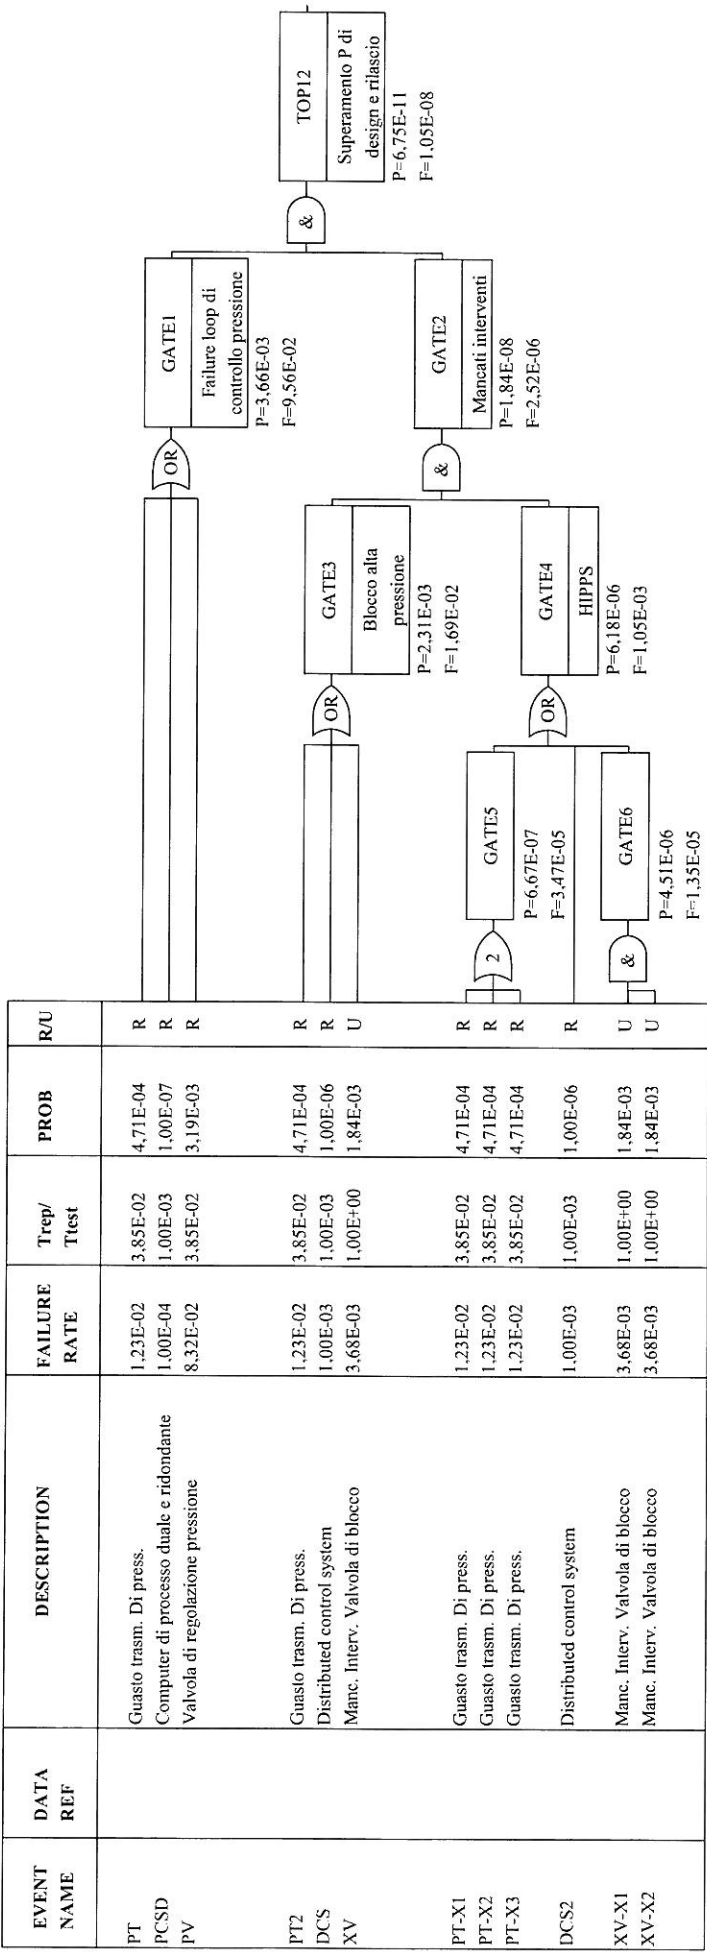 EVENT NAME DATA REF DESCRIPTION FAILURE RATE Trep/ Ttest PROB R/U
PT Guasto trasm. Di press. 1,23E-02 3,85E-02 4,71E-04 R
PCSD Computer di processo duale e ridondante 1,00E-04 1,00E-03 1,00E-07 R
PV Valvola di regolazione pressione 8,32E-02 3,85E-02 3,19E-03 R
PT2 Guasto trasm. Di press. 1,23E-02 3,85E-02 4,71E-04 R
DCS Distributed control system 1,00E-03 1,00E-03 1,00E-06 R
XV Manc. Interv. Valvola di blocco 3,68E-03 1,00E+00 1,84E-03 U
PT-X1 Guasto trasm. Di press. 1,23E-02 3,85E-02 4,71E-04 R
PT-X2 Guasto trasm. Di press. 1,23E-02 3,85E-02 4,71E-04 R
PT-X3 Guasto trasm. Di press. 1,23E-02 3,85E-02 4,71E-04 R
DCS2 Distributed control system 1,00E-03 1,00E-03 1,00E-06 R
XV-X1 Manc. Interv. Valvola di blocco 3,68E-03 1,00E+00 1,84E-03 U
XV-X2 Manc. Interv. Valvola di blocco 3,68E-03 1,00E+00 1,84E-03 U
OR
GATE1
Failure loop di
controllo pressione
P=3,66E-03
F=9,56E-02
OR
GATE3
Blocco alta
pressione
P=2,31E-03
F=1,69E-02
2
GATE5
P=6,67E-07
F=3,47E-05
&
GATE6
P=4,51E-06
F=1,35E-05
OR
GATE4
HIPPS
P=6,18E-06
F=1,05E-03
&
GATE2
Mancati interventi
P=1,84E-08
F=2,52E-06
&
TOP12
Superamento P di
design e rilascio
P=6,75E-11
F=1,05E-08